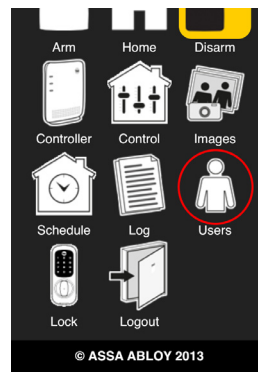 Arm Home Disarm
Controller Control Images
Schedule Log Users
Lock Logout
© ASSA ABLOY 2013